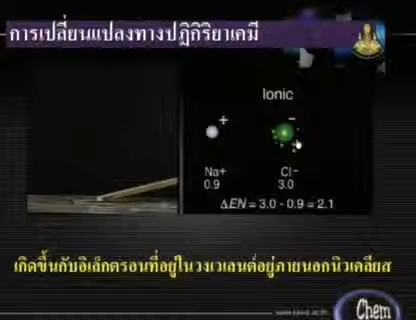 การเปลี่ยนแปลงทางปฏิกิริยาเคมี
Ionic
+ −
Na+ Cl−
0.9 3.0
ΔEN = 3.0 - 0.9 = 2.1
เกิดขึ้นกับอิเล็กตรอนที่อยู่ในวงเวเลนต์อยู่ภายนอกนิวเคลียส
Chem